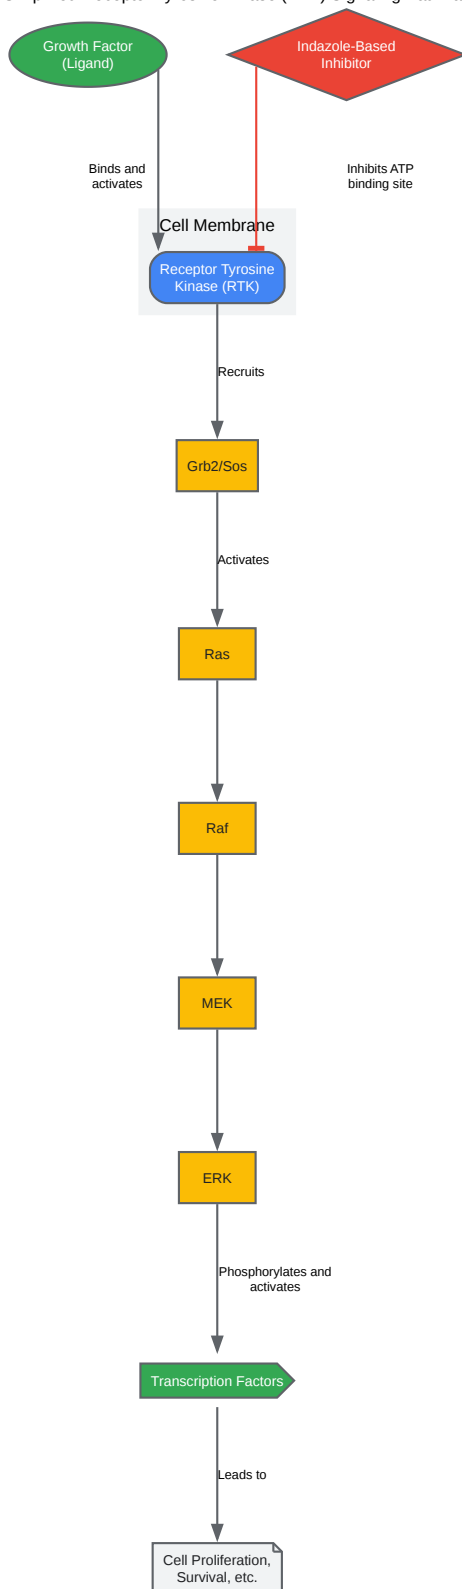 Growth Factor
(Ligand)
Indazole-Based
Inhibitor
Binds and
activates
Inhibits ATP
binding site
Cell Membrane
Receptor Tyrosine
Kinase (RTK)
Recruits
Grb2/Sos
Activates
Ras
Raf
MEK
ERK
Phosphorylates and
activates
Transcription Factors
Leads to
Cell Proliferation,
Survival, etc.